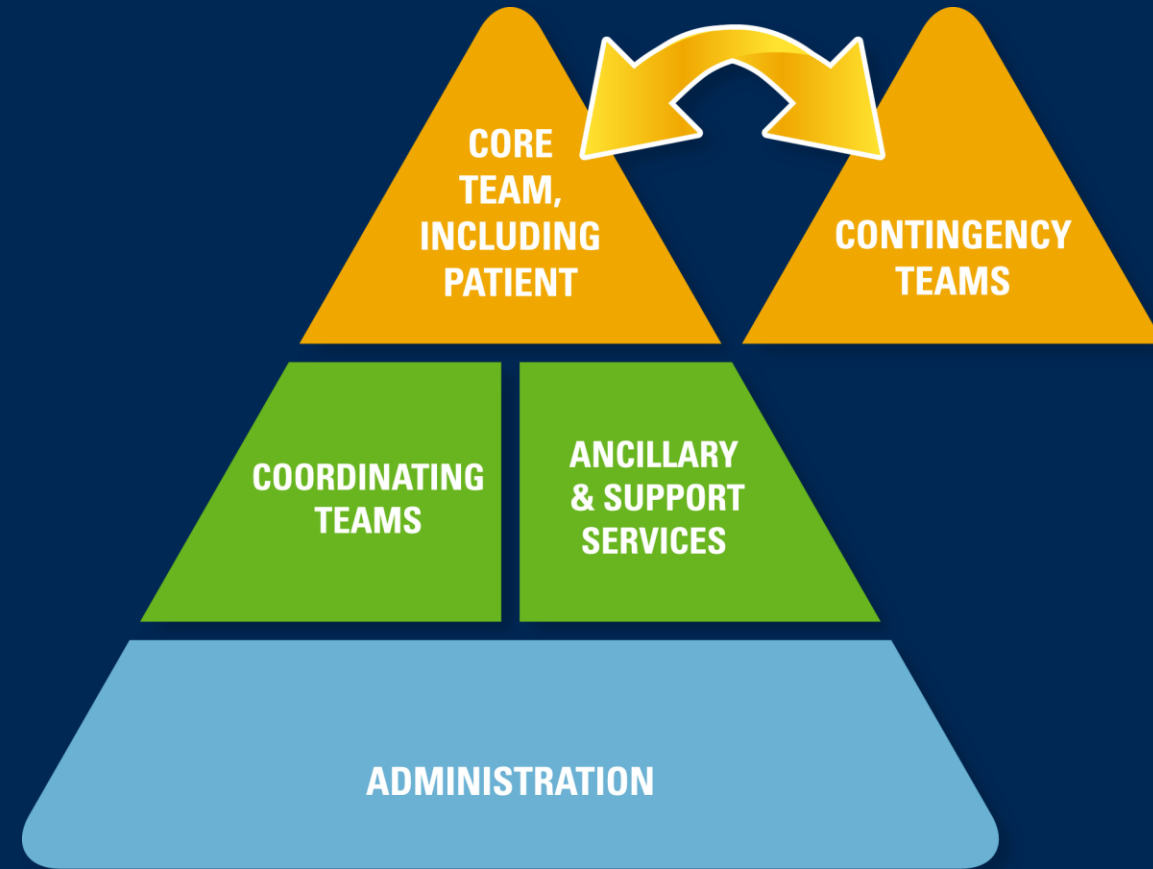 CORE
TEAM,
INCLUDING
PATIENT
CONTINGENCY
TEAMS
COORDINATING
TEAMS
ANCILLARY
& SUPPORT
SERVICES
ADMINISTRATION